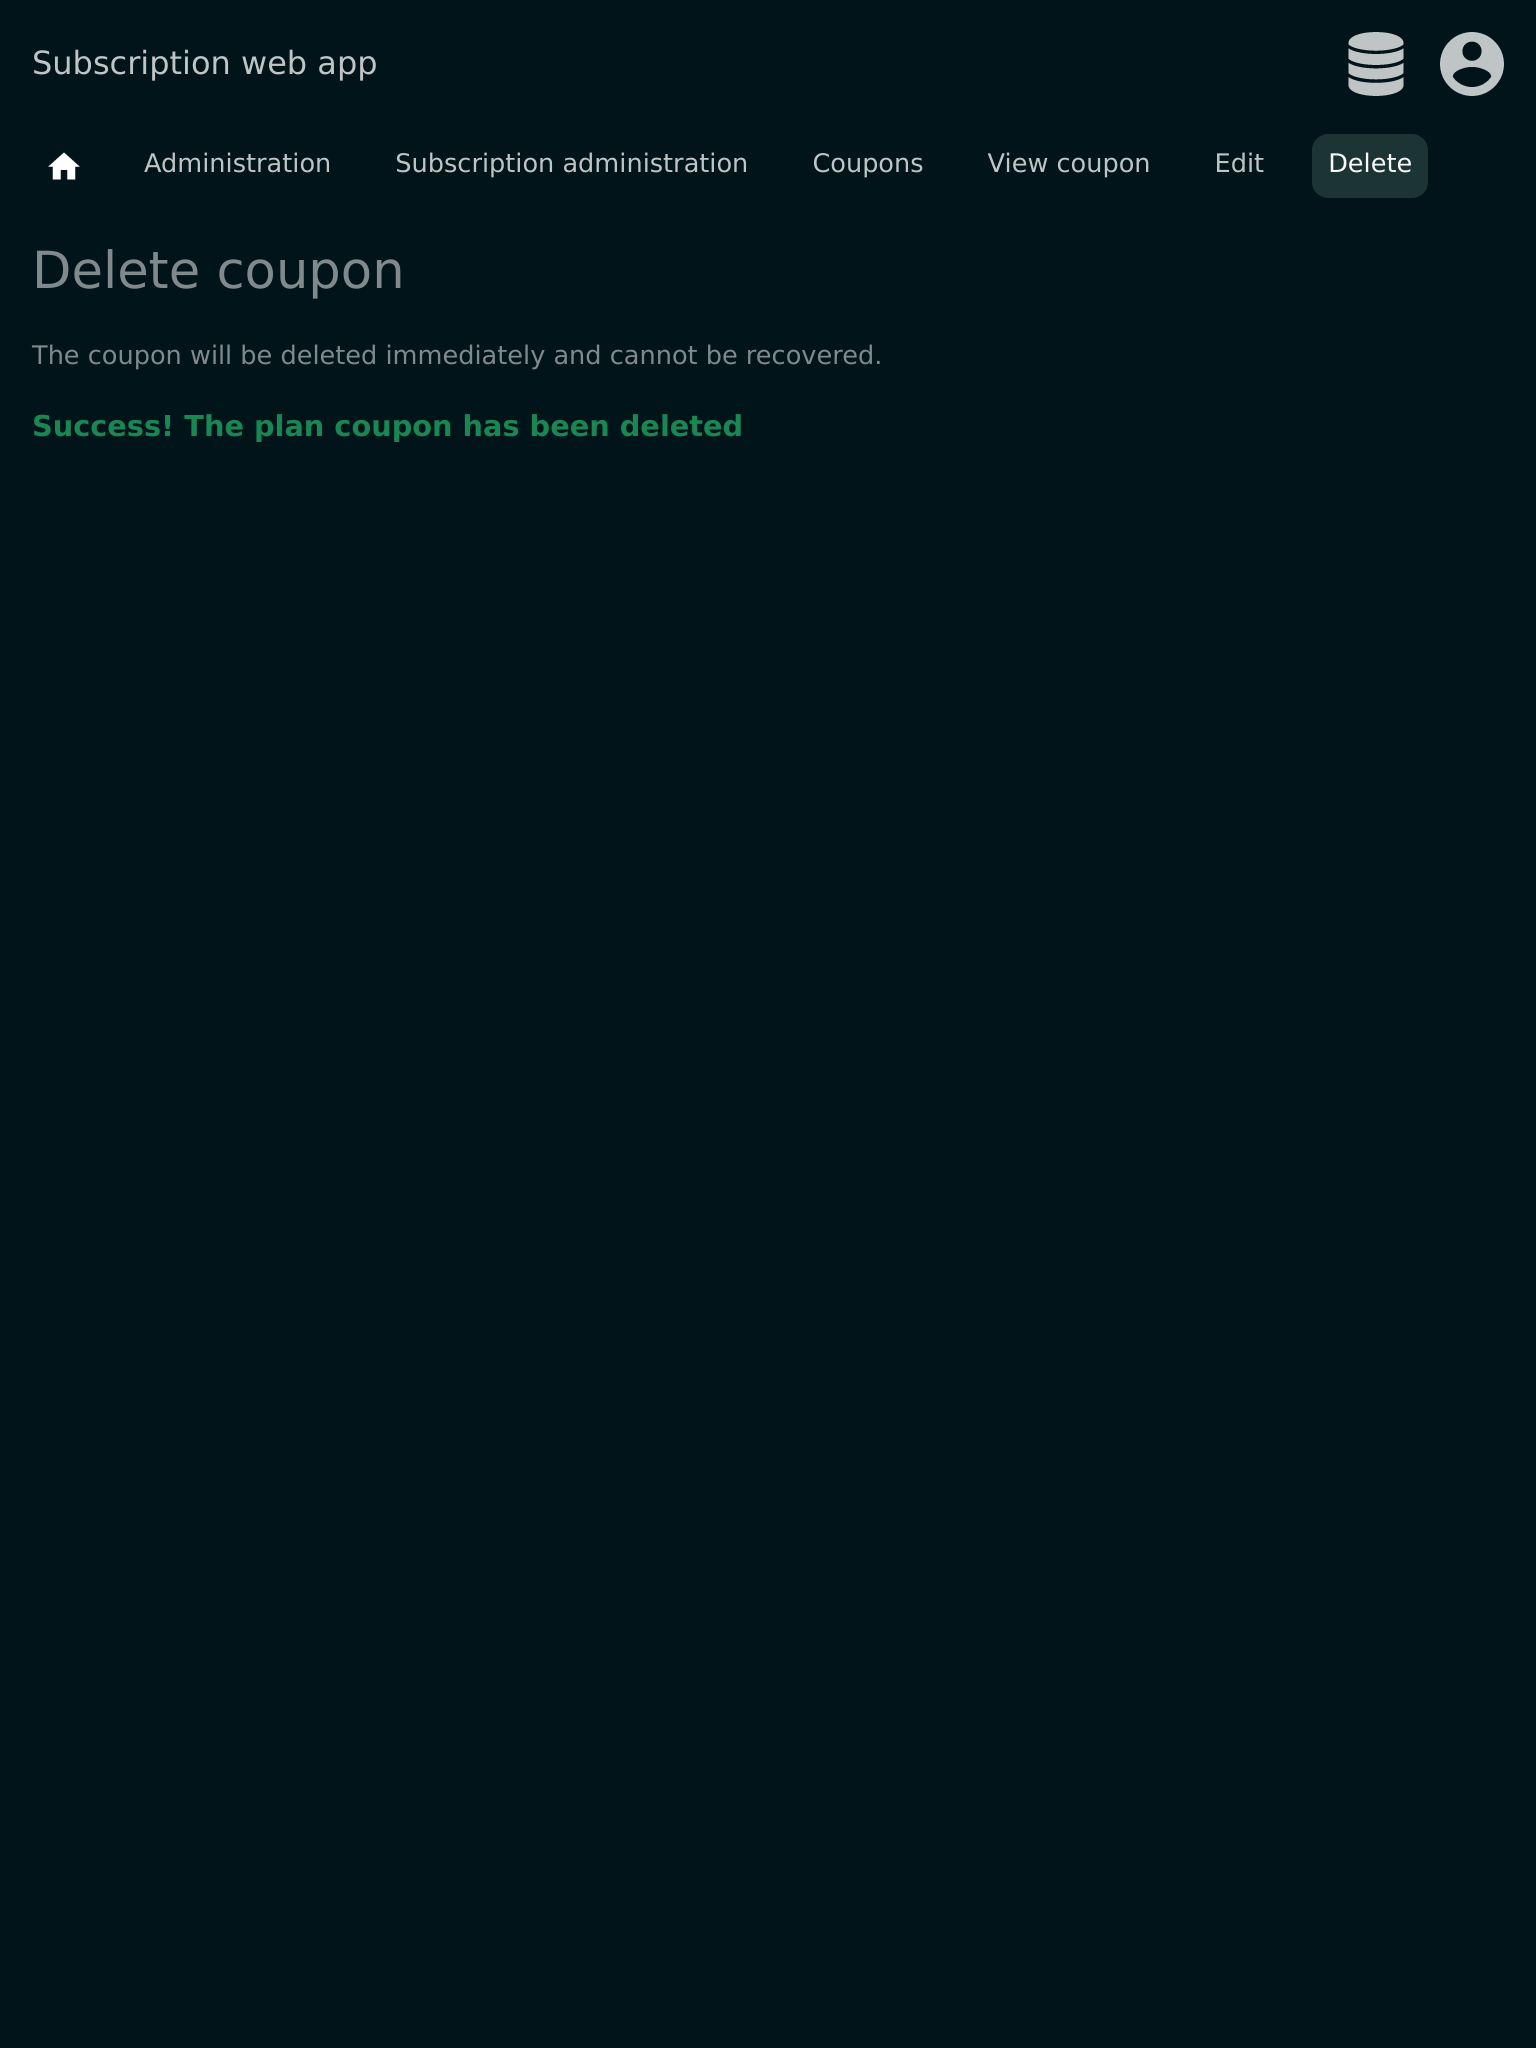 Subscription web app
Administration Subscription administration Coupons View coupon Edit Delete
Delete coupon
The coupon will be deleted immediately and cannot be recovered.
Success! The plan coupon has been deleted